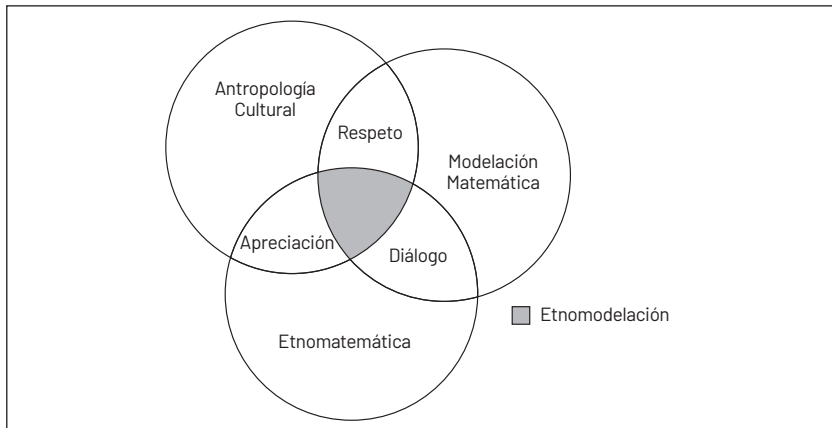 Antropología
Cultural
Respeto
Modelación
Matemática
Apreciación
Diálogo
Etnomodelación
Etnomatemática